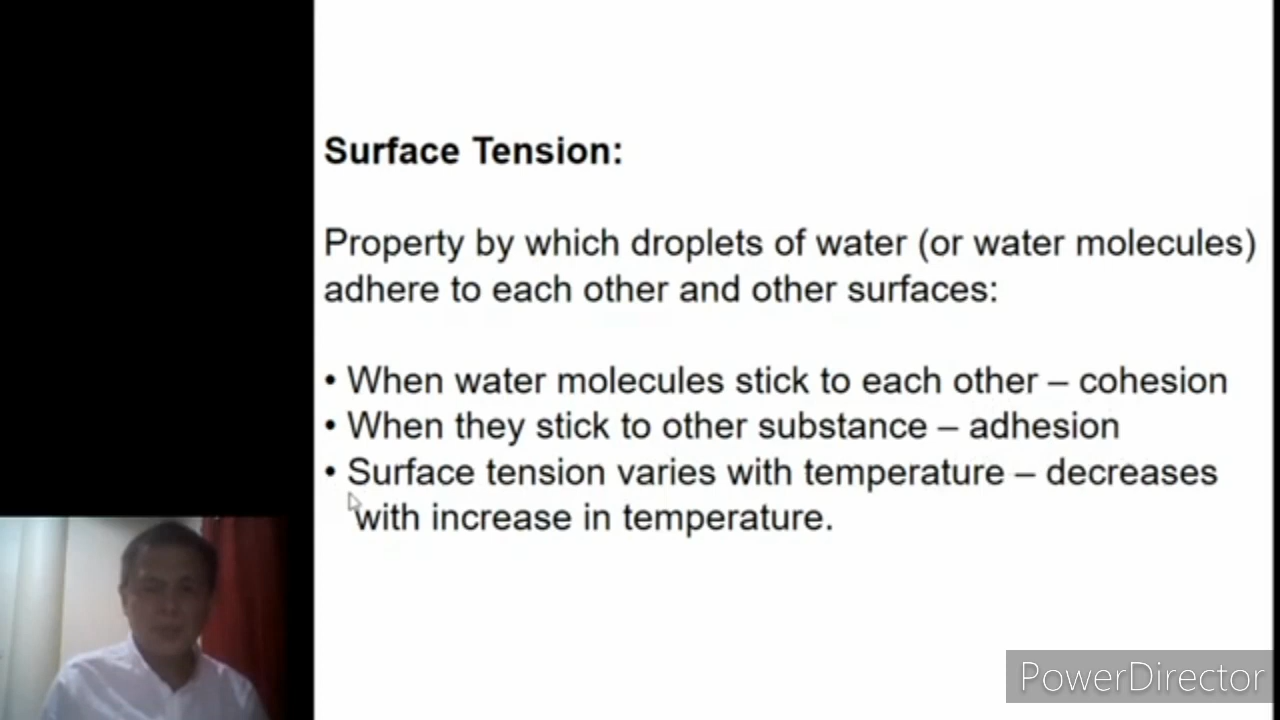 Surface Tension:
Property by which droplets of water (or water molecules)
adhere to each other and other surfaces:
• When water molecules stick to each other – cohesion
• When they stick to other substance – adhesion
• Surface tension varies with temperature – decreases
with increase in temperature.
PowerDirector